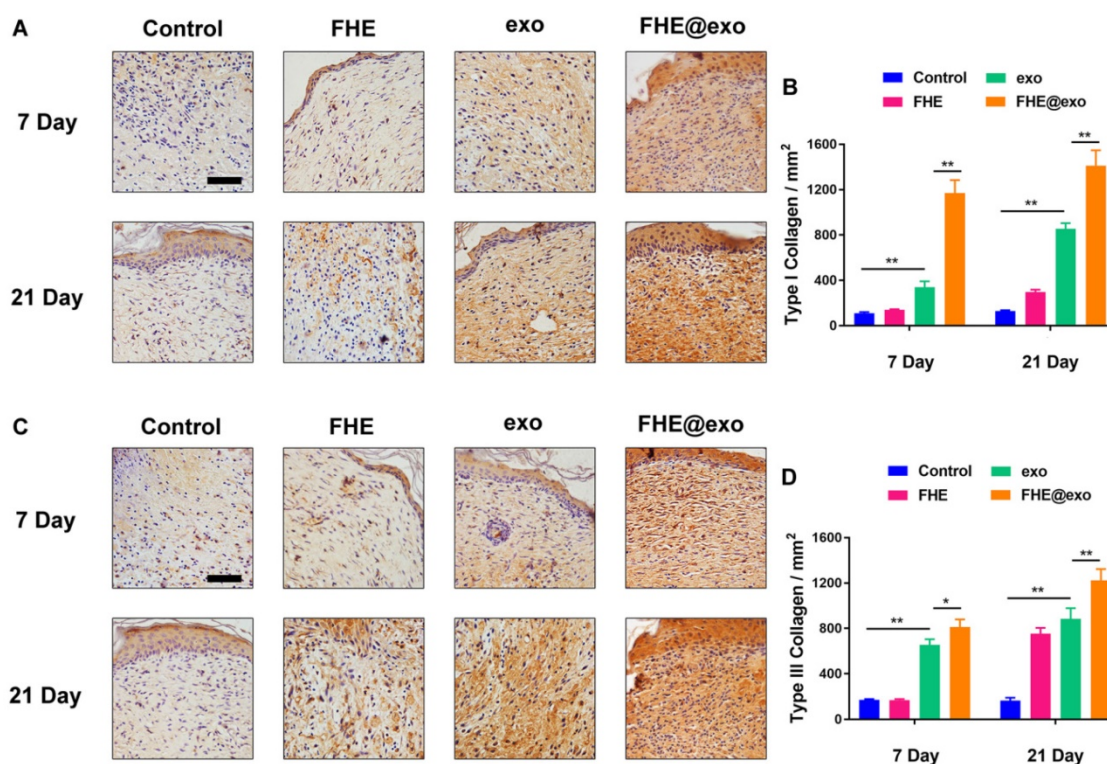 A
Control FHE exo FHE@exo
7 Day
21 Day
B
Control exo
FHE FHE@exo
Type I Collagen / mm²
1600
1200
800
400
0
** ** ** **
7 Day 21 Day
C
Control FHE exo FHE@exo
7 Day
21 Day
D
Control exo
FHE FHE@exo
Type III Collagen / mm²
1600
1200
800
400
0
** * ** **
7 Day 21 Day